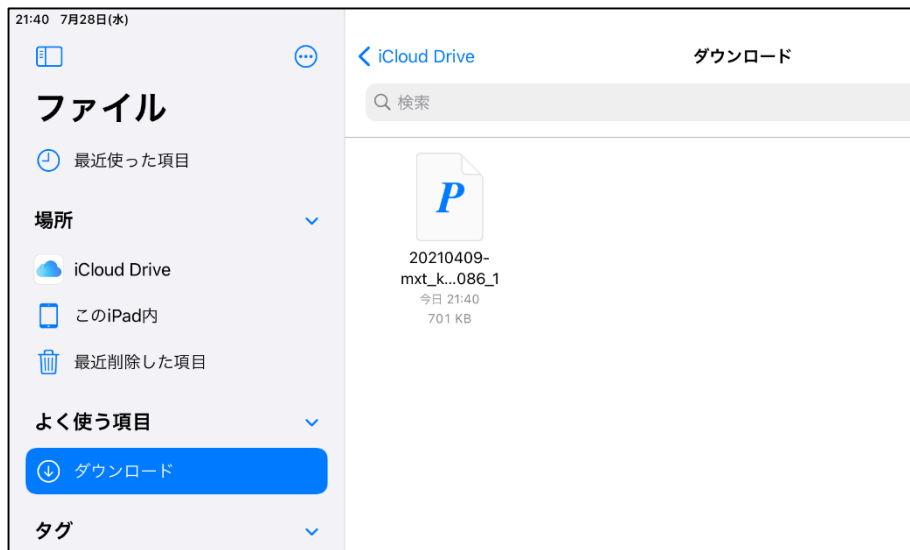 21:40 7月28日(水)
ファイル
最近使った項目
場所
iCloud Drive
このiPad内
最近削除した項目
よく使う項目
ダウンロード
タグ
iCloud Drive
ダウンロード
検索
P
20210409-
mxt_k...086_1
今日 21:40
701 KB